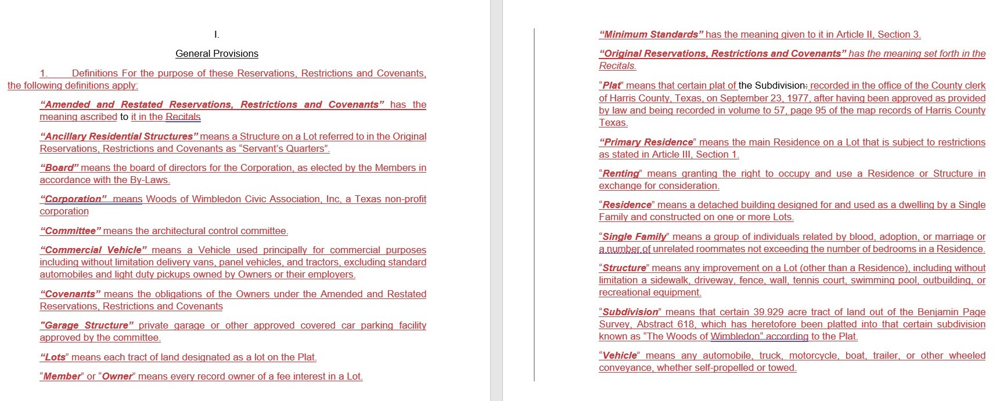 I.
General Provisions
1. Definitions For the purpose of these Reservations, Restrictions and Covenants,
the following definitions apply:
“Amended and Restated Reservations, Restrictions and Covenants” has the
meaning ascribed to it in the Recitals
“Ancillary Residential Structures” means a Structure on a Lot referred to in the Original
Reservations, Restrictions and Covenants as “Servant’s Quarters”.
“Board” means the board of directors for the Corporation, as elected by the Members in
accordance with the By-Laws.
“Corporation” means Woods of Wimbledon Civic Association, Inc, a Texas non-profit
corporation
“Committee” means the architectural control committee.
“Commercial Vehicle” means a Vehicle used principally for commercial purposes
including without limitation delivery vans, panel vehicles, and tractors, excluding standard
automobiles and light duty pickups owned by Owners or their employers.
“Covenants” means the obligations of the Owners under the Amended and Restated
Reservations, Restrictions and Covenants
"Garage Structure” private garage or other approved covered car parking facility
approved by the committee.
“Lots” means each tract of land designated as a lot on the Plat.
“Member” or “Owner” means every record owner of a fee interest in a Lot.
“Minimum Standards” has the meaning given to it in Article II, Section 3.
“Original Reservations, Restrictions and Covenants” has the meaning set forth in the
Recitals.
“Plat” means that certain plat of the Subdivision: recorded in the office of the County clerk
of Harris County, Texas, on September 23, 1977, after having been approved as provided
by law and being recorded in volume to 57, page 95 of the map records of Harris County
Texas.
“Primary Residence” means the main Residence on a Lot that is subject to restrictions
as stated in Article III, Section 1.
“Renting” means granting the right to occupy and use a Residence or Structure in
exchange for consideration.
“Residence” means a detached building designed for and used as a dwelling by a Single
Family and constructed on one or more Lots.
“Single Family” means a group of individuals related by blood, adoption, or marriage or
a number of unrelated roommates not exceeding the number of bedrooms in a Residence.
“Structure” means any improvement on a Lot (other than a Residence), including without
limitation a sidewalk, driveway, fence, wall, tennis court, swimming pool, outbuilding, or
recreational equipment.
“Subdivision” means that certain 39.929 acre tract of land out of the Benjamin Page
Survey, Abstract 618, which has heretofore been platted into that certain subdivision
known as “The Woods of Wimbledon“ according to the Plat.
“Vehicle” means any automobile, truck, motorcycle, boat, trailer, or other wheeled
conveyance, whether self-propelled or towed.